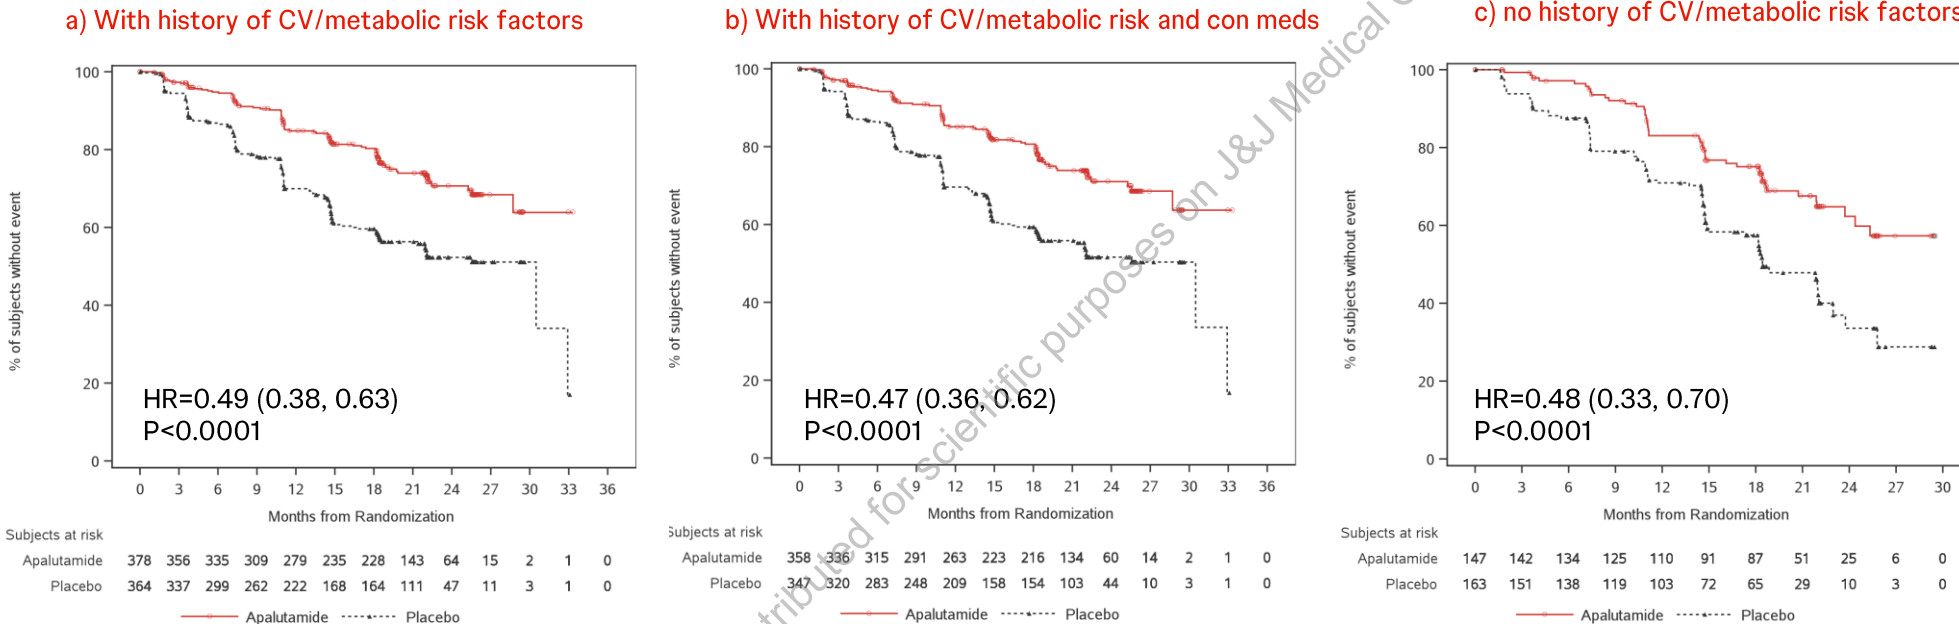 a) With history of CV/metabolic risk factors
100
80
60
40
20
0
% of subjects without event
HR=0.49 (0.38, 0.63)
P<0.0001
0 3 6 9 12 15 18 21 24 27 30 33 36
Months from Randomization
Subjects at risk
Apalutamide 378 356 335 309 279 235 228 143 64 15 2 1 0
Placebo 364 337 299 262 222 168 164 111 47 11 3 1 0
Apalutamide Placebo
b) With history of CV/metabolic risk and con meds
100
80
60
40
20
0
% of subjects without event
HR=0.47 (0.36, 0.62)
P<0.0001
0 3 6 9 12 15 18 21 24 27 30 33 36
Months from Randomization
Subjects at risk
Apalutamide 358 336 315 291 263 223 216 134 60 14 2 1 0
Placebo 347 320 283 248 209 158 154 103 44 10 3 1 0
Apalutamide Placebo
c) no history of CV/metabolic risk factors
100
80
60
40
20
0
% of subjects without event
HR=0.48 (0.33, 0.70)
P<0.0001
0 3 6 9 12 15 18 21 24 27 30
Months from Randomization
Subjects at risk
Apalutamide 147 142 134 125 110 91 87 51 25 6 0
Placebo 163 151 138 119 103 72 65 29 10 3 0
Apalutamide Placebo
tributed for scientific purposes on J&J Medical